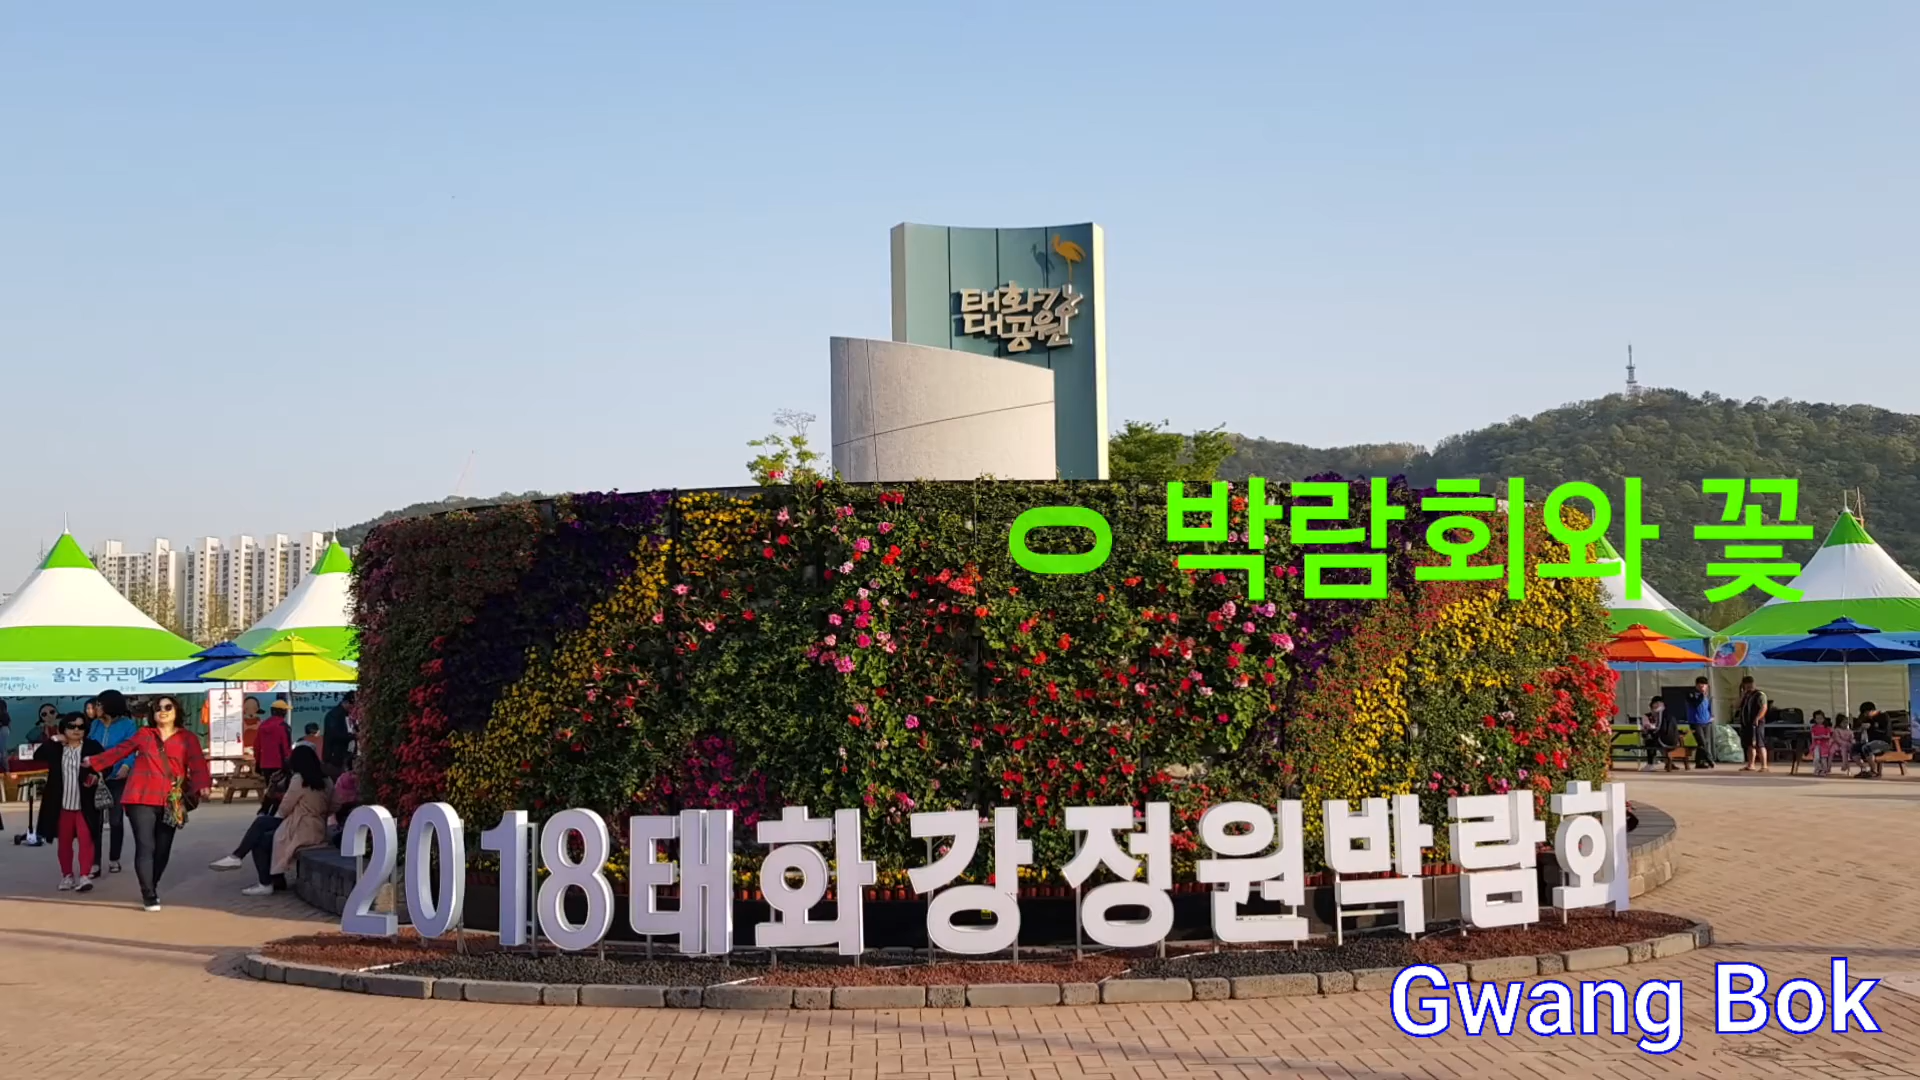 태화강
대공원
ㅇ 박람회와 꽃
울산 중구큰애기
2018태화강정원박람회
Gwang Bok